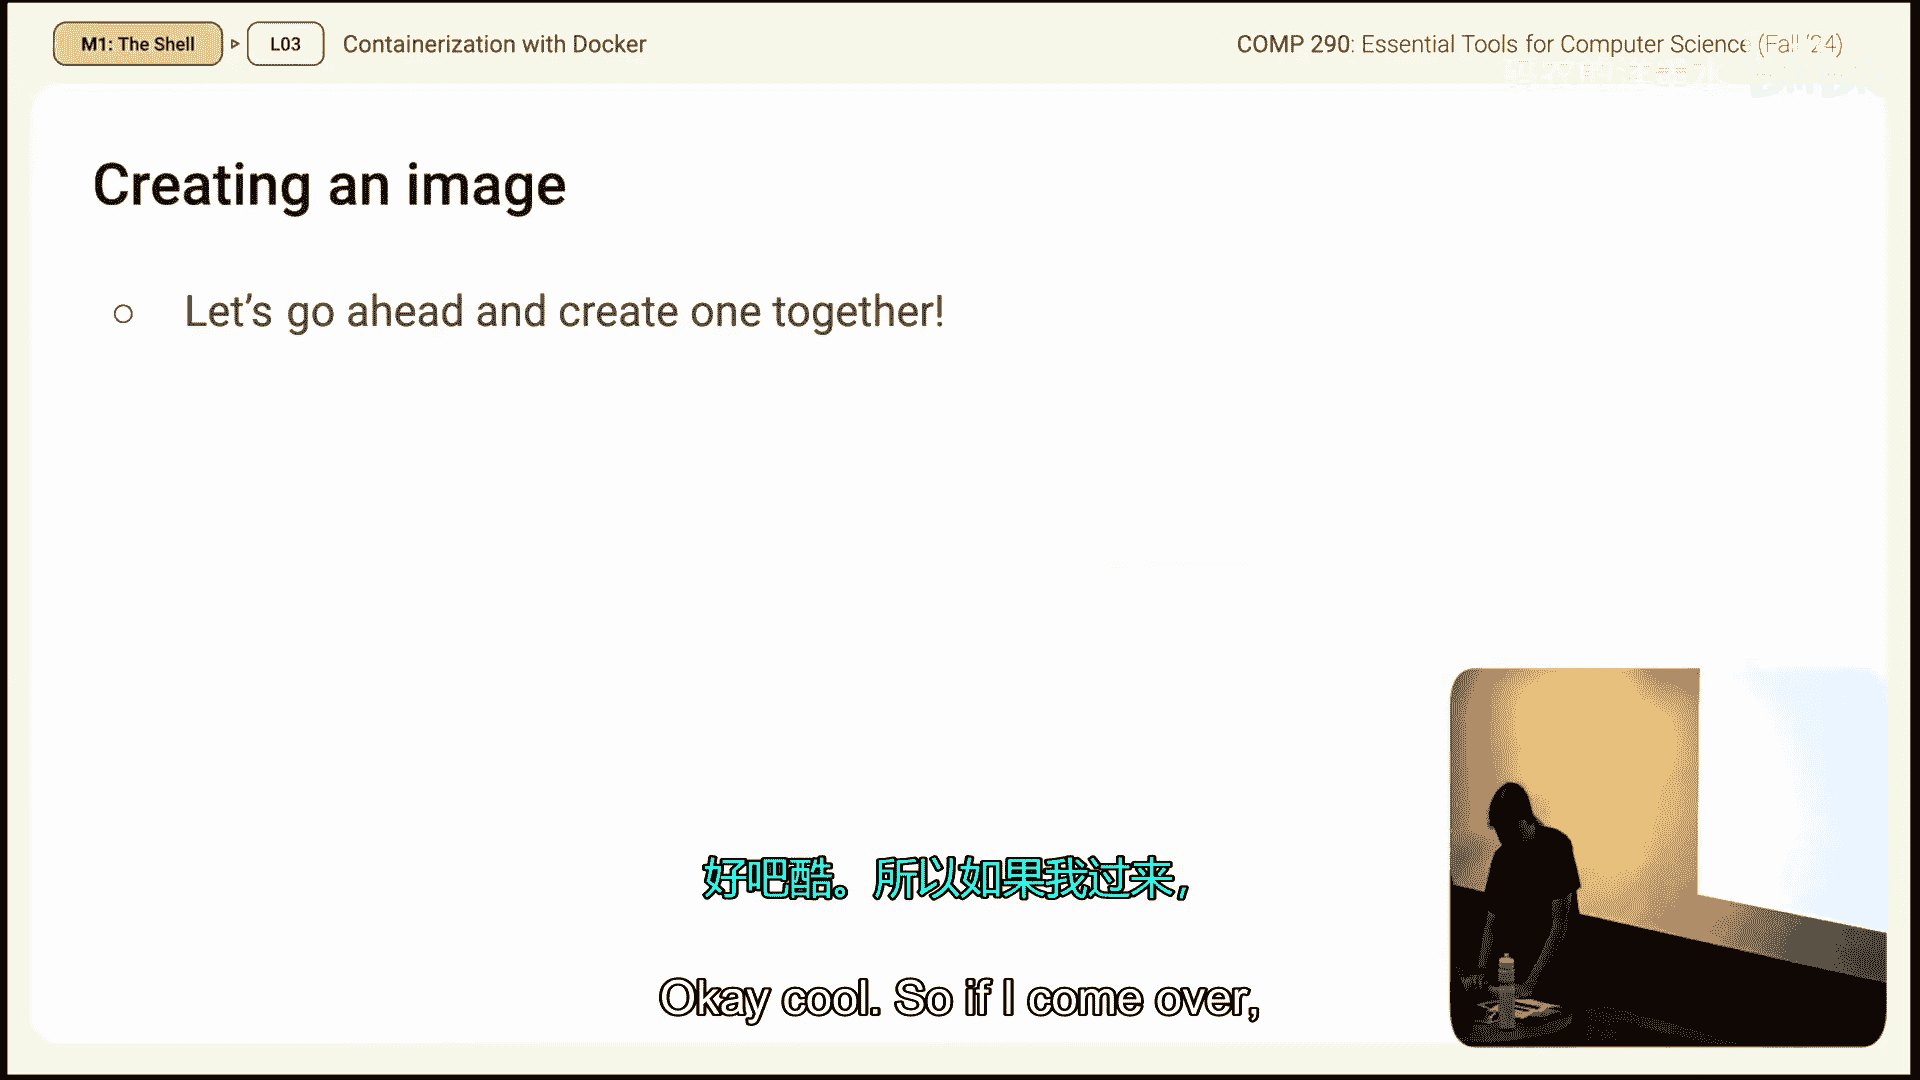 M1: The Shell
L03
Containerization with Docker
COMP 290: Essential Tools for Computer Science (Fall '24)
Creating an image
○ Let's go ahead and create one together!
好吧酷。所以如果我过来，
Okay cool. So if I come over,